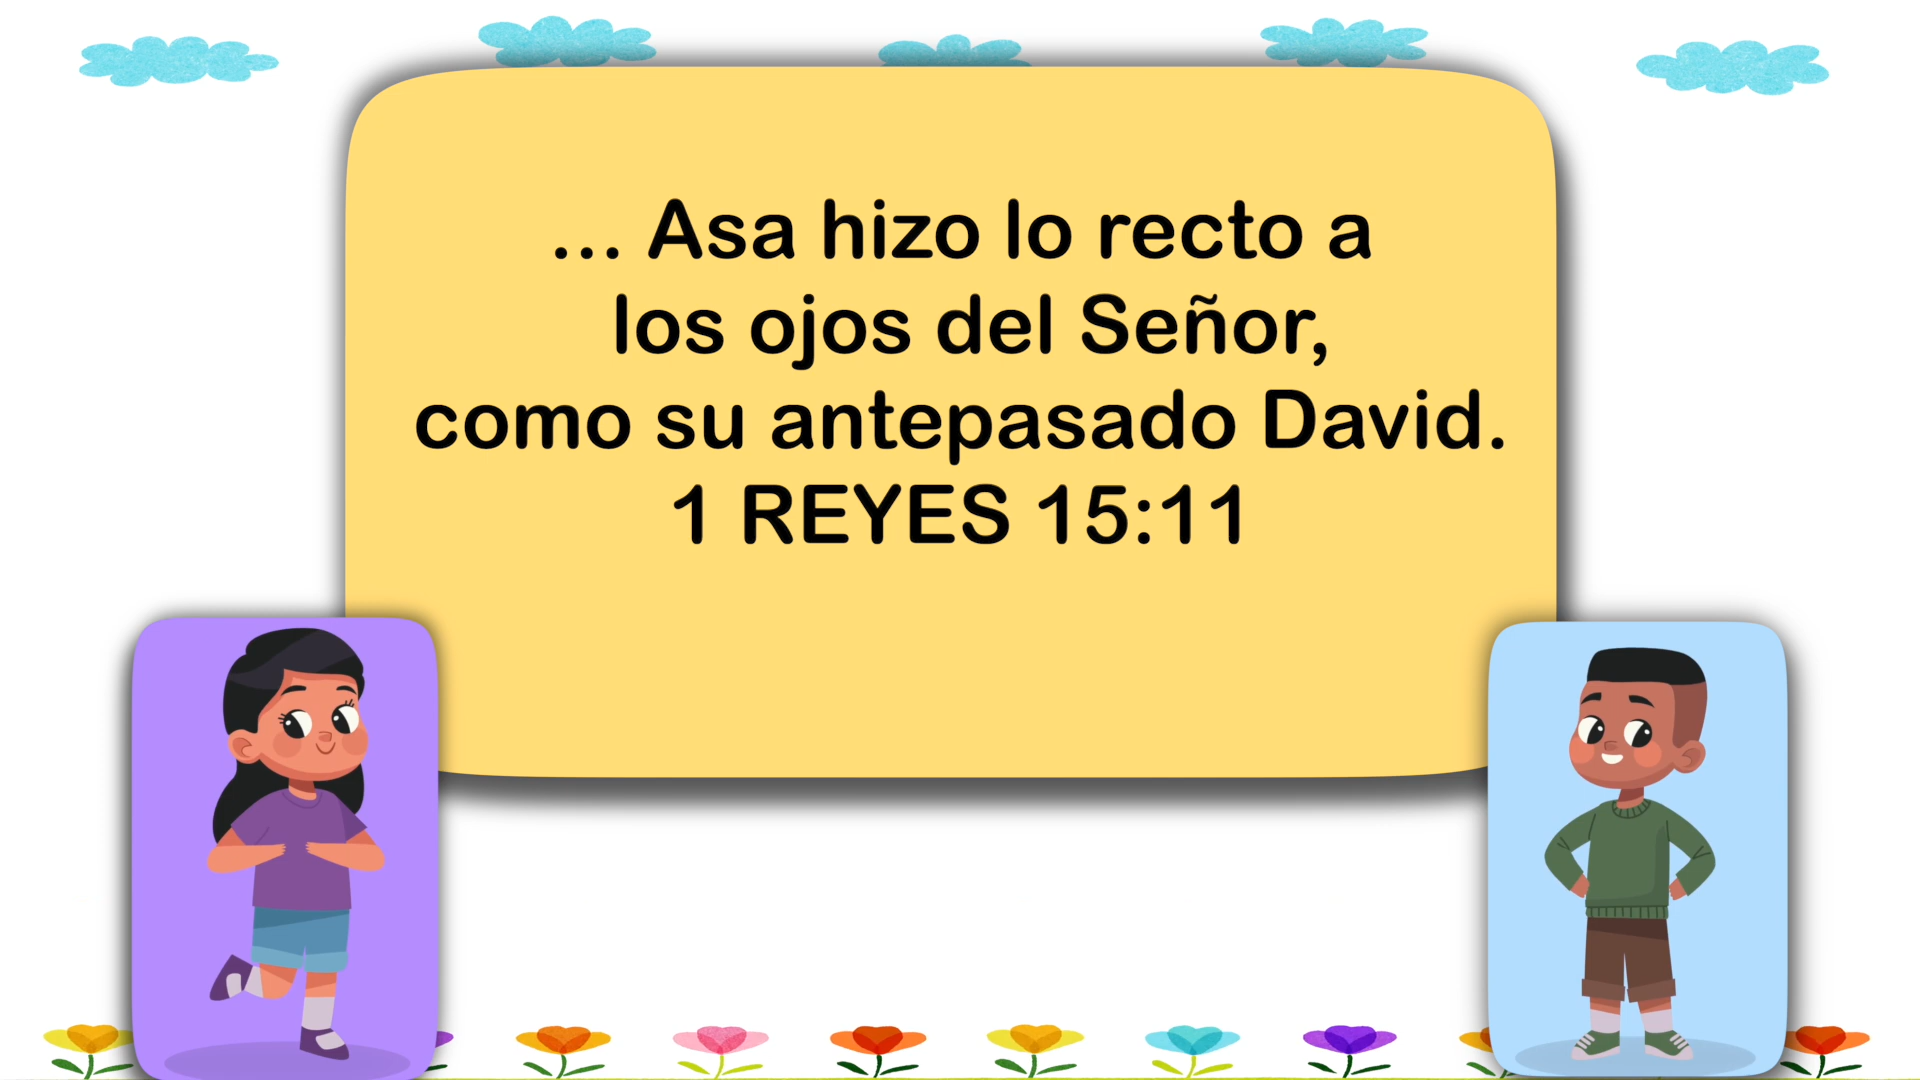 ... Asa hizo lo recto a
los ojos del Señor,
como su antepasado David.
1 REYES 15:11